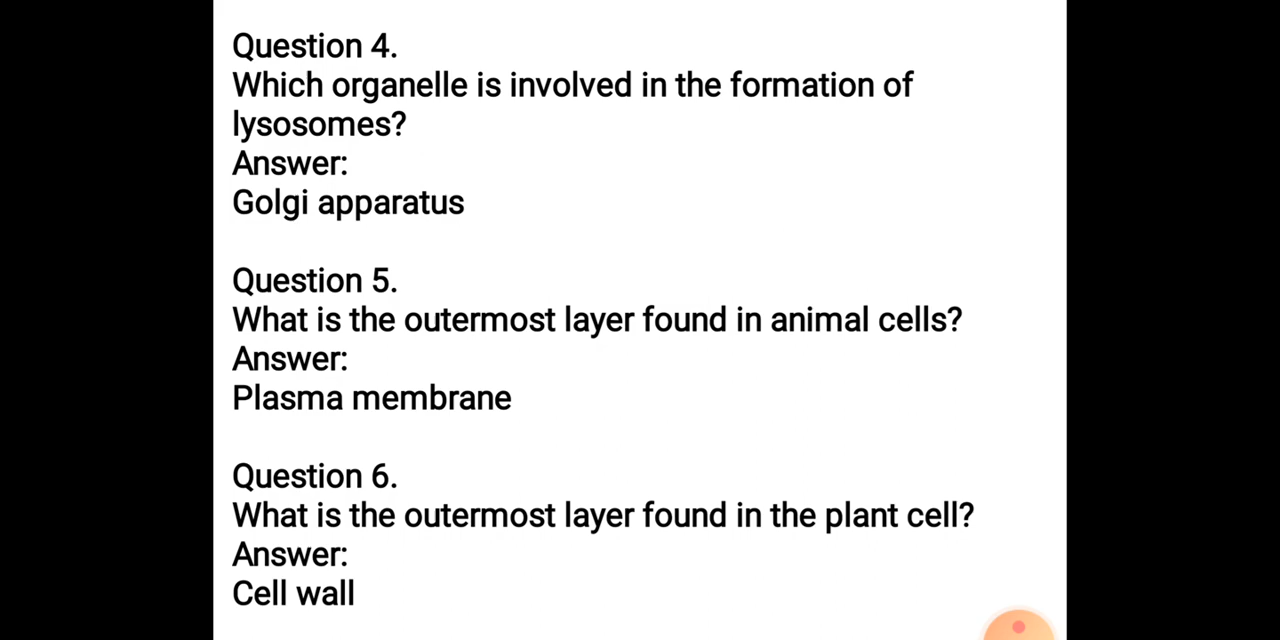 Question 4.
Which organelle is involved in the formation of
lysosomes?
Answer:
Golgi apparatus
Question 5.
What is the outermost layer found in animal cells?
Answer:
Plasma membrane
Question 6.
What is the outermost layer found in the plant cell?
Answer:
Cell wall